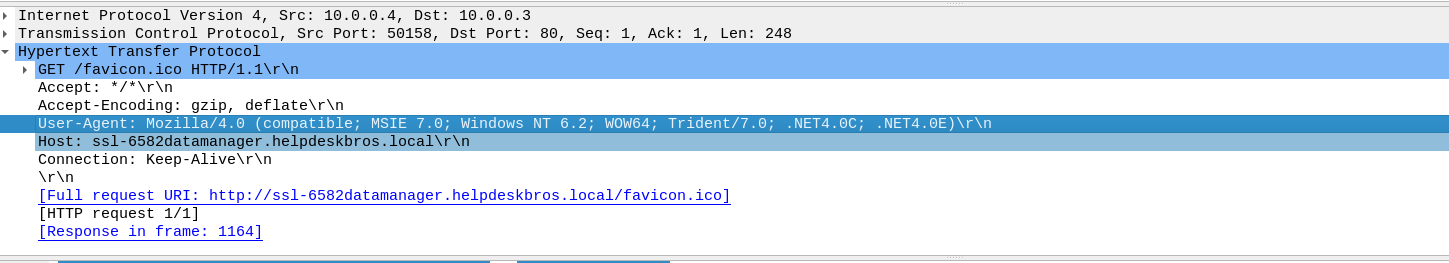 Internet Protocol Version 4, Src: 10.0.0.4, Dst: 10.0.0.3
Transmission Control Protocol, Src Port: 50158, Dst Port: 80, Seq: 1, Ack: 1, Len: 248
Hypertext Transfer Protocol
GET /favicon.ico HTTP/1.1\r\n
Accept: */*\r\n
Accept-Encoding: gzip, deflate\r\n
User-Agent: Mozilla/4.0 (compatible; MSIE 7.0; Windows NT 6.2; WOW64; Trident/7.0; .NET4.0C; .NET4.0E)\r\n
Host: ssl-6582datamanager.helpdeskbros.local\r\n
Connection: Keep-Alive\r\n
\r\n
[Full request URI: http://ssl-6582datamanager.helpdeskbros.local/favicon.ico]
[HTTP request 1/1]
[Response in frame: 1164]